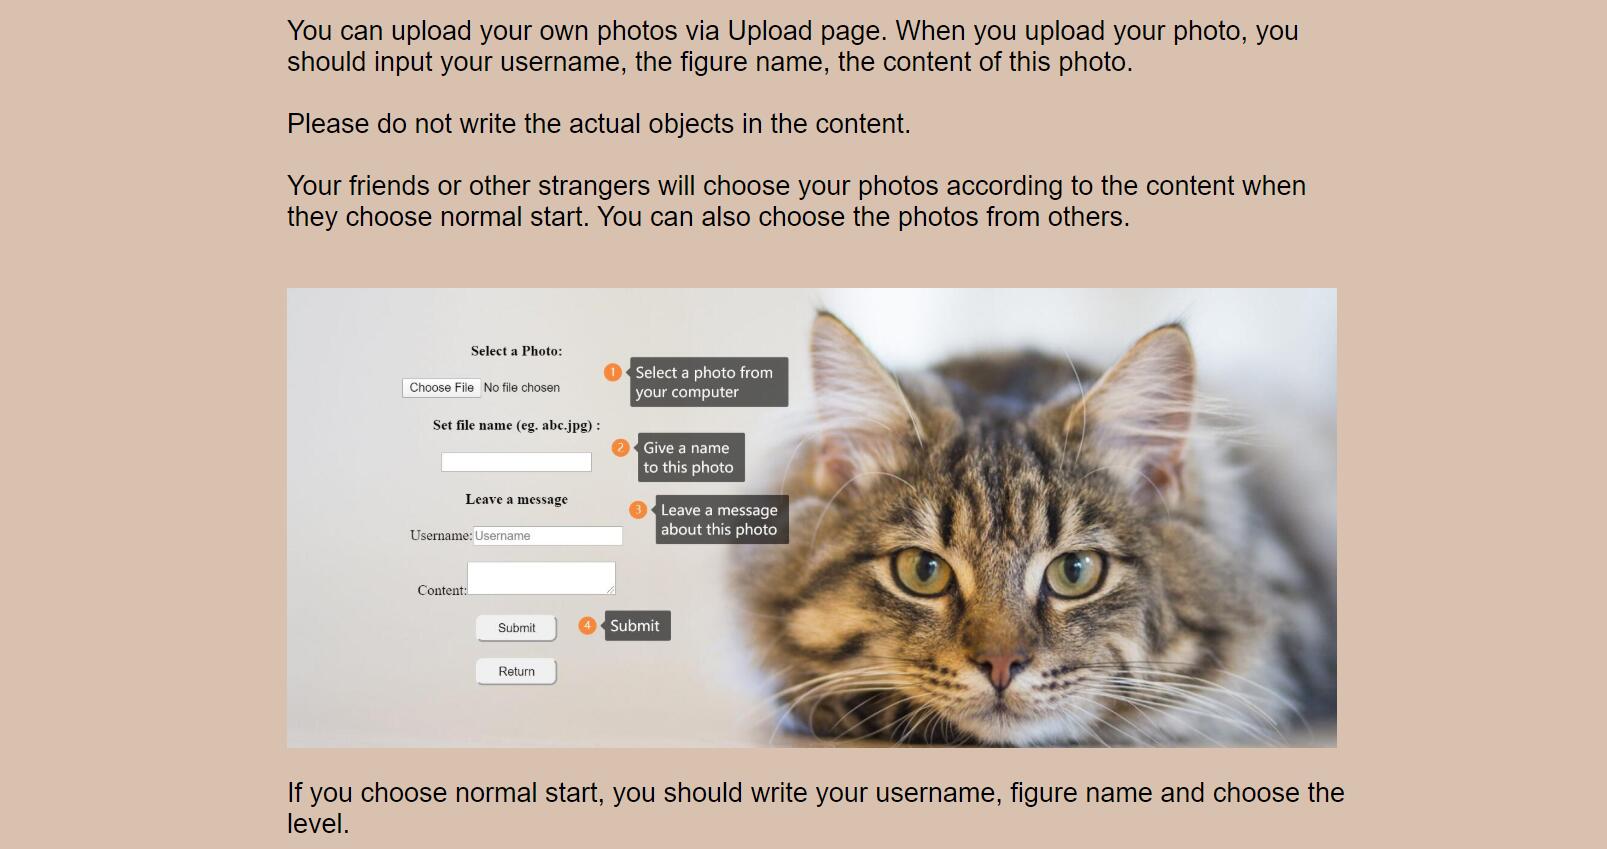 You can upload your own photos via Upload page. When you upload your photo, you
should input your username, the figure name, the content of this photo.
Please do not write the actual objects in the content.
Your friends or other strangers will choose your photos according to the content when
they choose normal start. You can also choose the photos from others.
Select a Photo:
Choose File No file chosen
1 Select a photo from
your computer
Set file name (eg. abc.jpg) :
2 Give a name
to this photo
Leave a message
3 Leave a message
about this photo
Username: Username
Content:
Submit
4 Submit
Return
If you choose normal start, you should write your username, figure name and choose the
level.